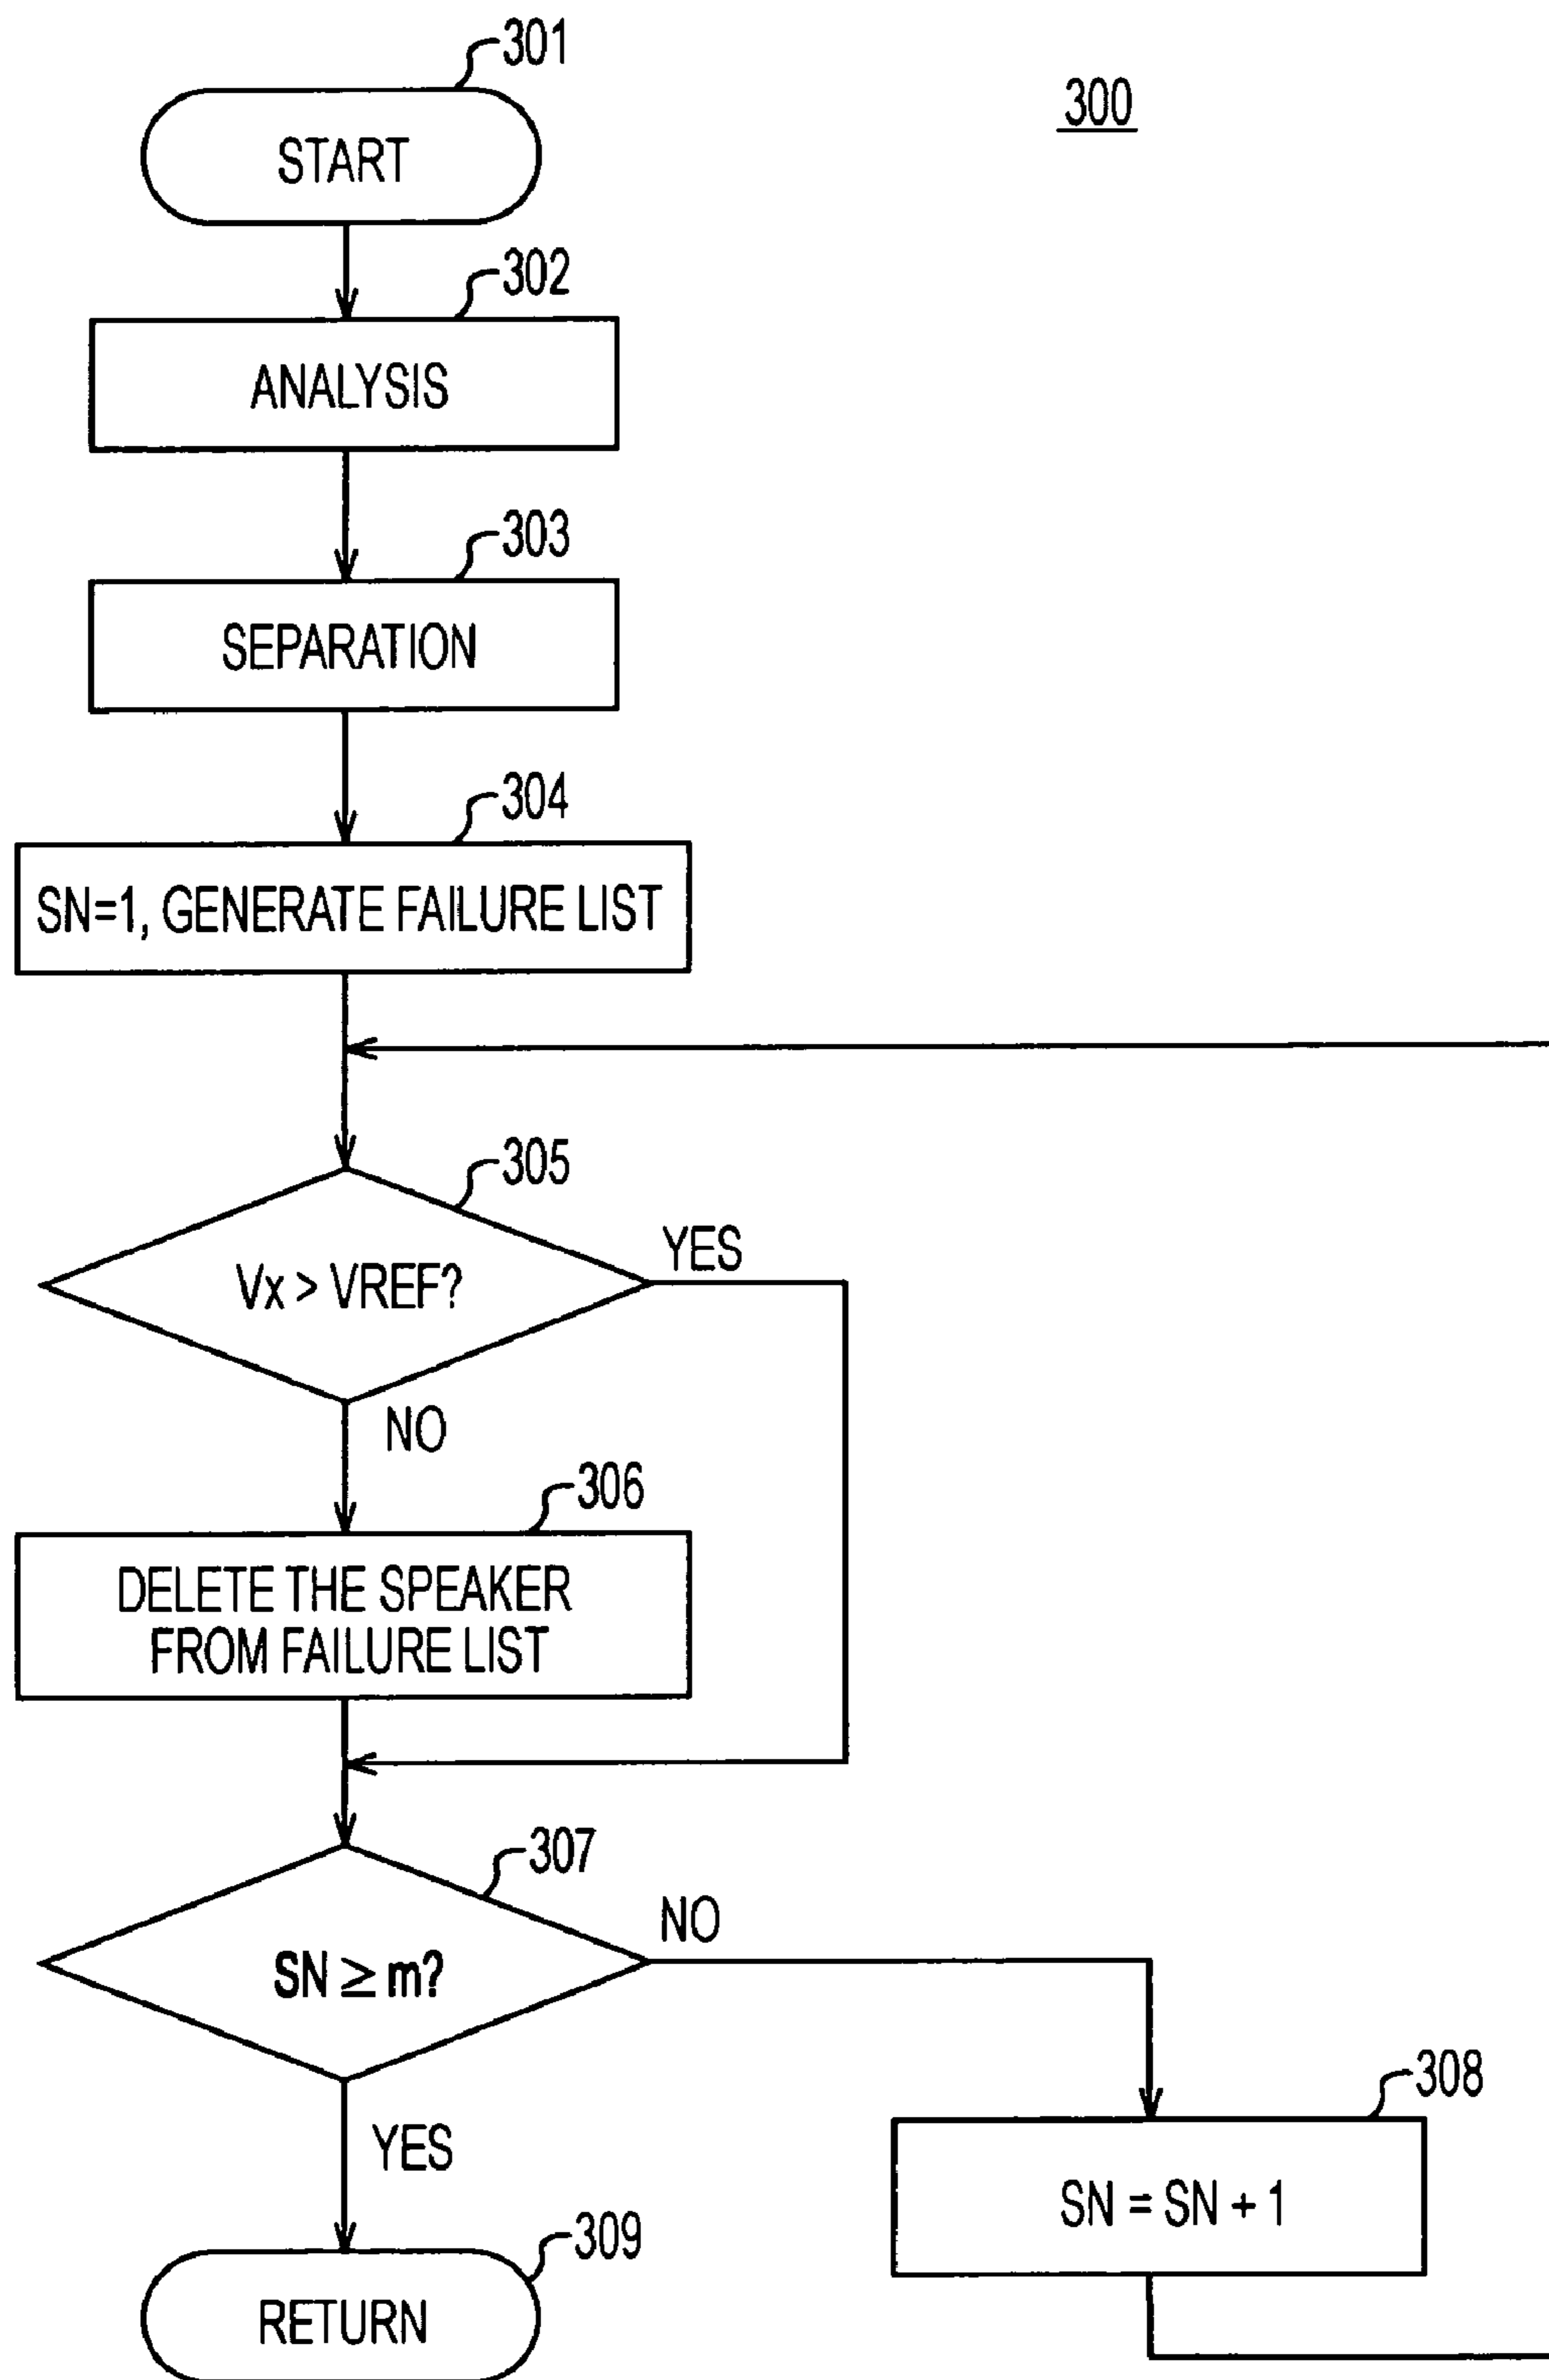 301
300
START
302
ANALYSIS
303
SEPARATION
304
SN=1, GENERATE FAILURE LIST
305
YES
Vx > VREF?
NO
306
DELETE THE SPEAKER
FROM FAILURE LIST
307
NO
SN ≥ m?
308
YES
SN = SN + 1
309
RETURN